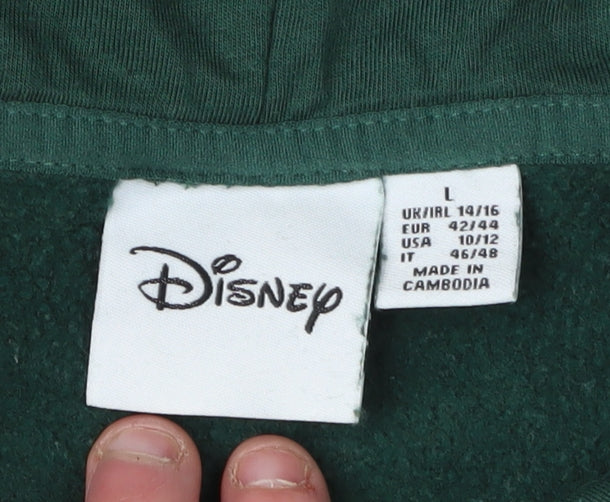 Disney
L
UK/IRL 14/16
EUR 42/44
USA 10/12
IT 46/48
MADE IN
CAMBODIA